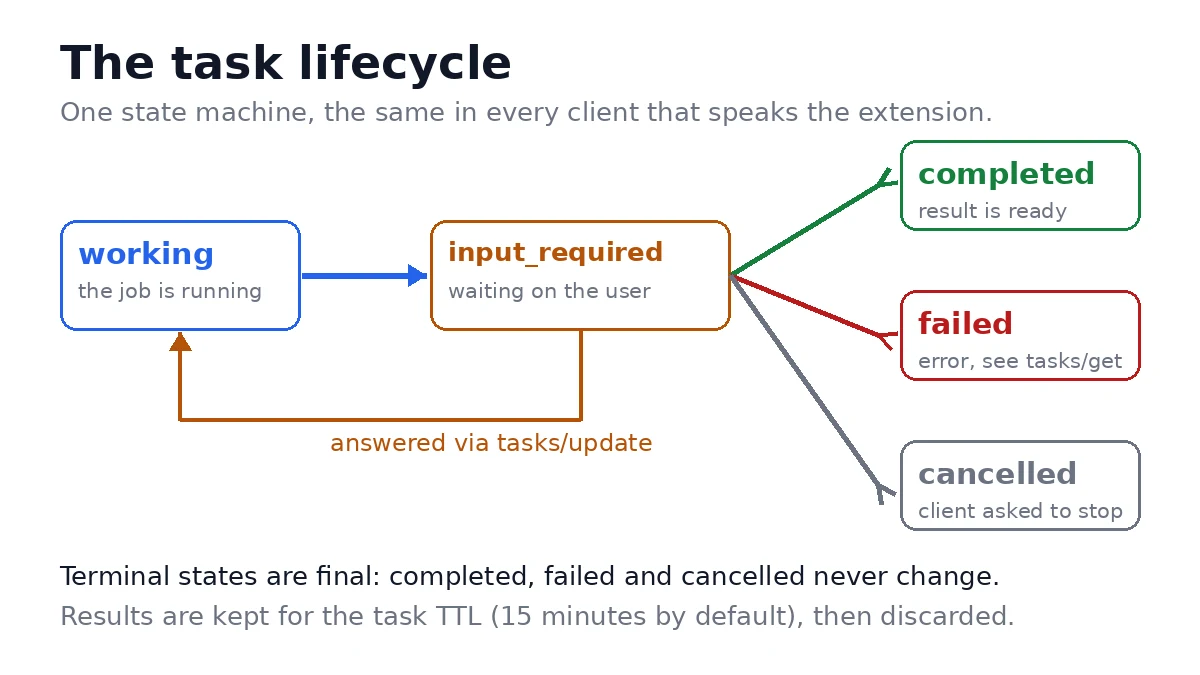 The task lifecycle
One state machine, the same in every client that speaks the extension.
completed
result is ready
working
the job is running
input_required
waiting on the user
failed
error, see tasks/get
answered via tasks/update
cancelled
client asked to stop
Terminal states are final: completed, failed and cancelled never change.
Results are kept for the task TTL (15 minutes by default), then discarded.